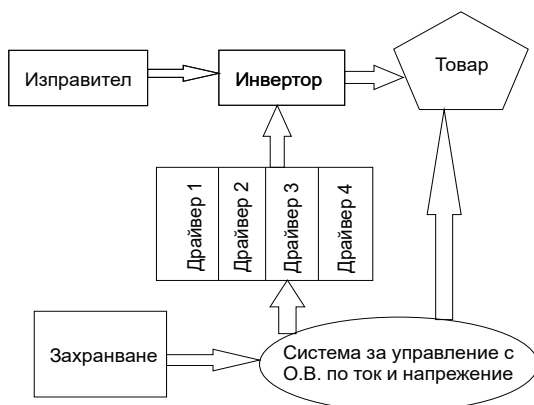 Изправител
Инвертор
Товар
Драйвер 1
Драйвер 2
Драйвер 3
Драйвер 4
Захранване
Система за управление с
О.В. по ток и напрежение